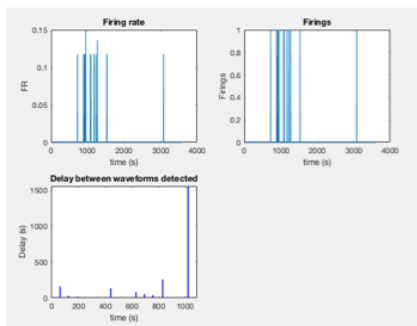 Firing rate
0.15
0.1
0.05
0
FR
0 1000 2000 3000 4000
time (s)
Firings
1
0.8
0.6
0.4
0.2
0
Firings
0 1000 2000 3000 4000
time (s)
Delay between waveforms detected
1500
1000
500
0
Delay (s)
0 200 400 600 800 1000
time (s)